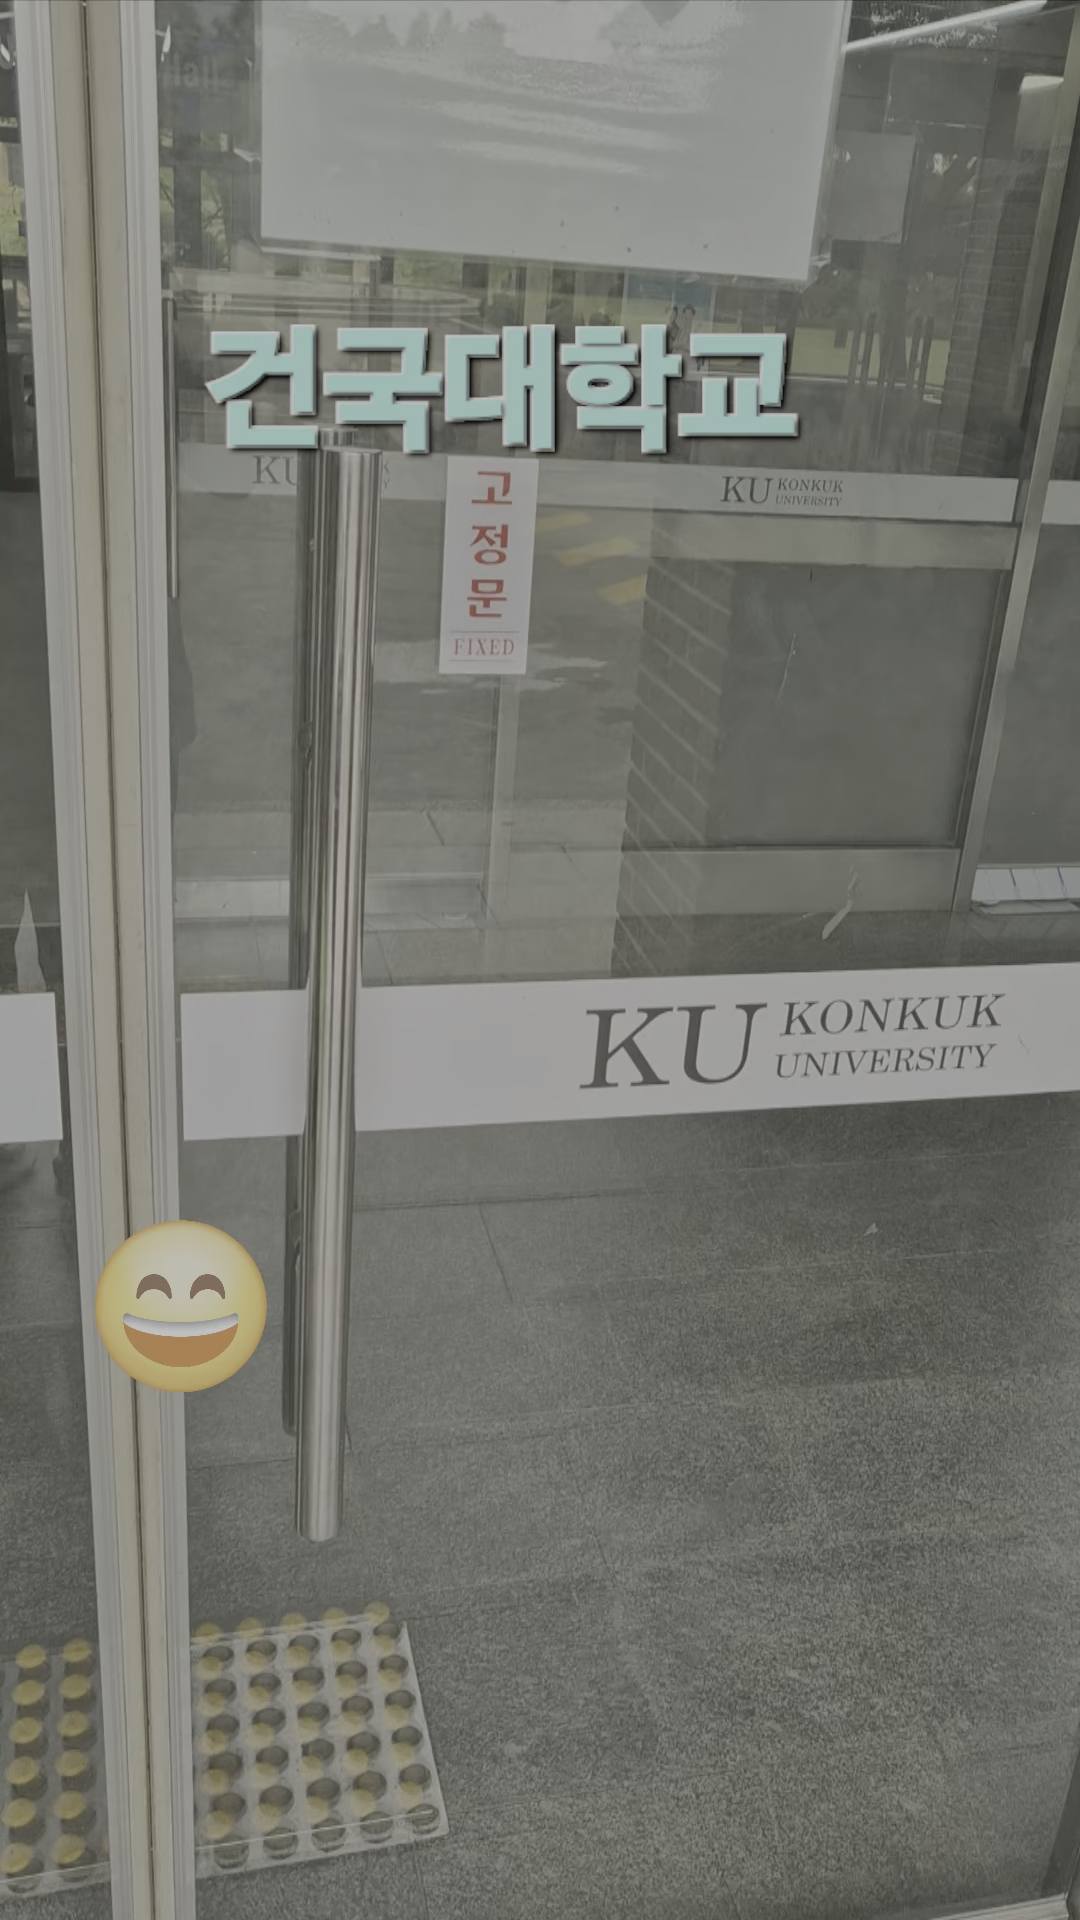 건국대학교
KU
KU KONKUK
UNIVERSITY
고
정
문
FIXED
KU KONKUK
UNIVERSITY